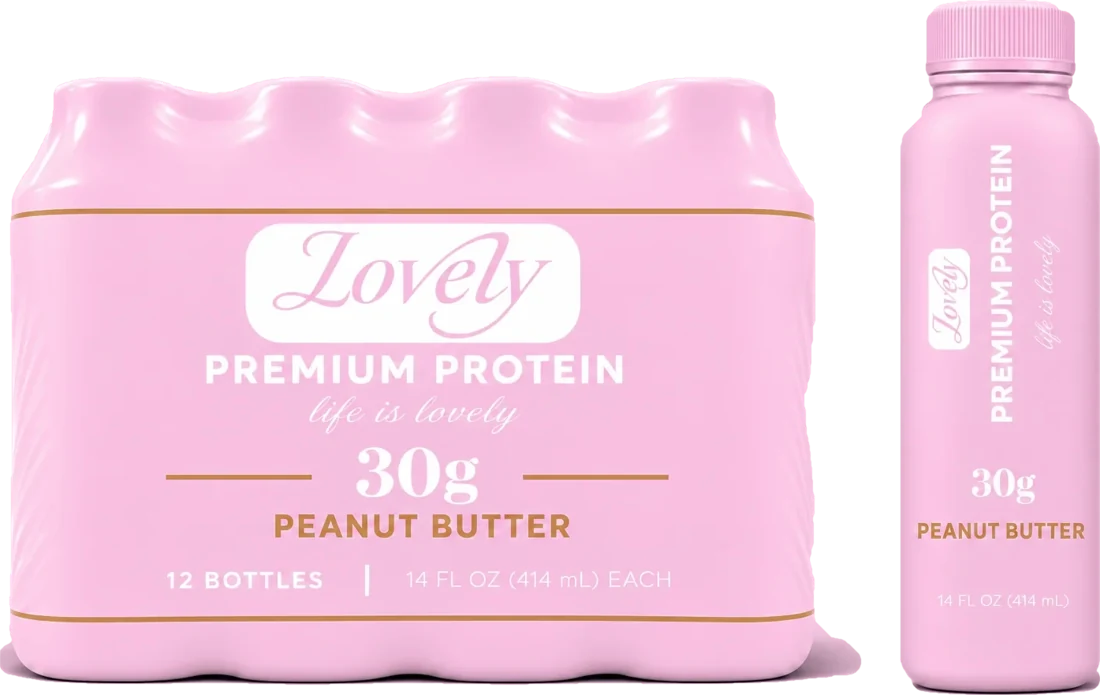 Lovely
PREMIUM PROTEIN
life is lovely
30g
PEANUT BUTTER
12 BOTTLES | 14 FL OZ (414 mL) EACH
Lovely
PREMIUM PROTEIN
life is lovely
30g
PEANUT BUTTER
14 FL OZ (414 mL)